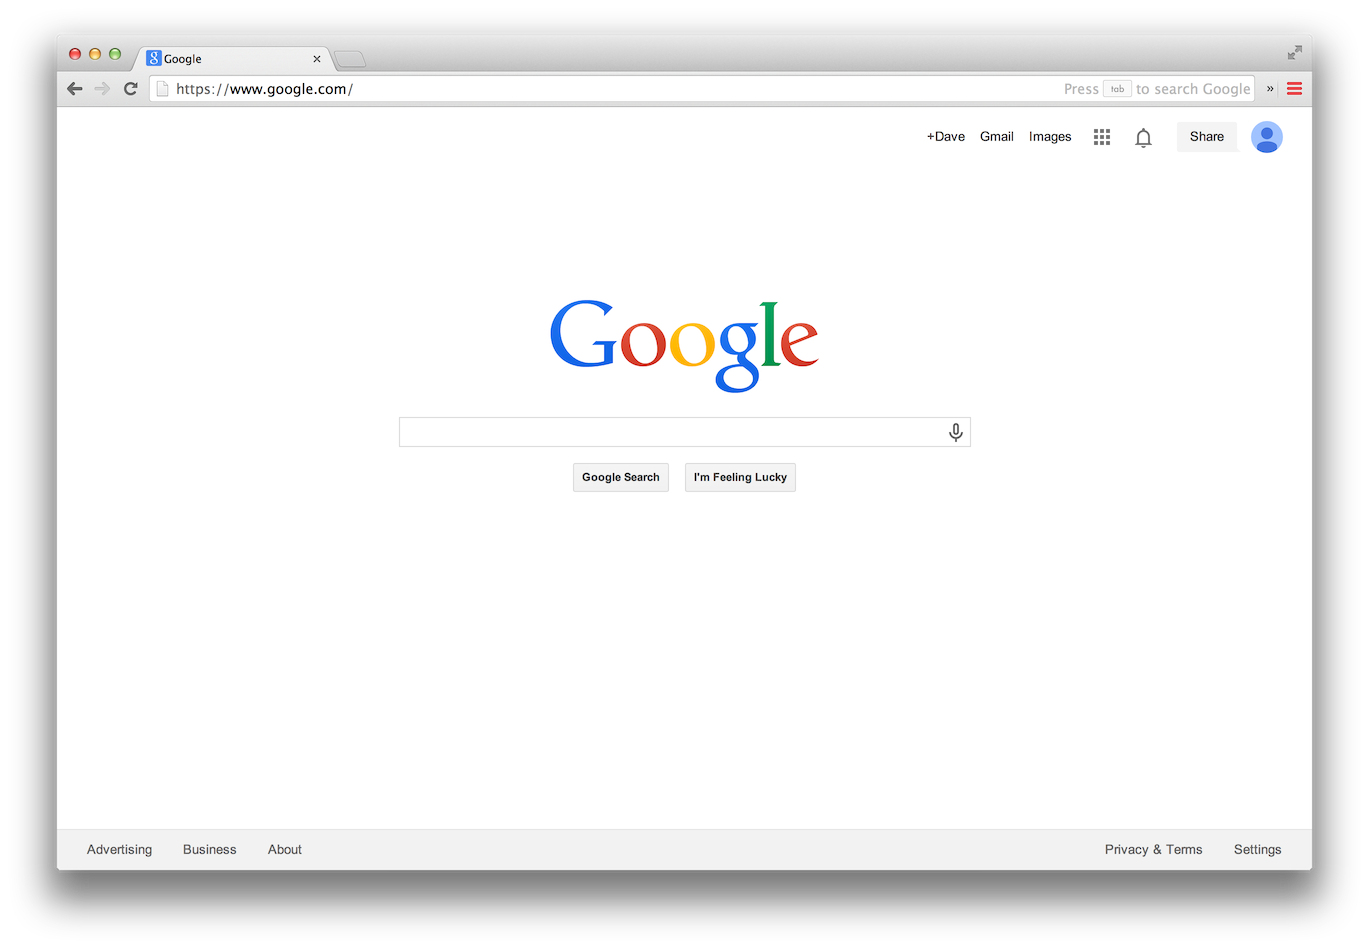 Google
https://www.google.com/
Press tab to search Google
»
+Dave Gmail Images Share
Google
Google Search I'm Feeling Lucky
Advertising Business About Privacy & Terms Settings